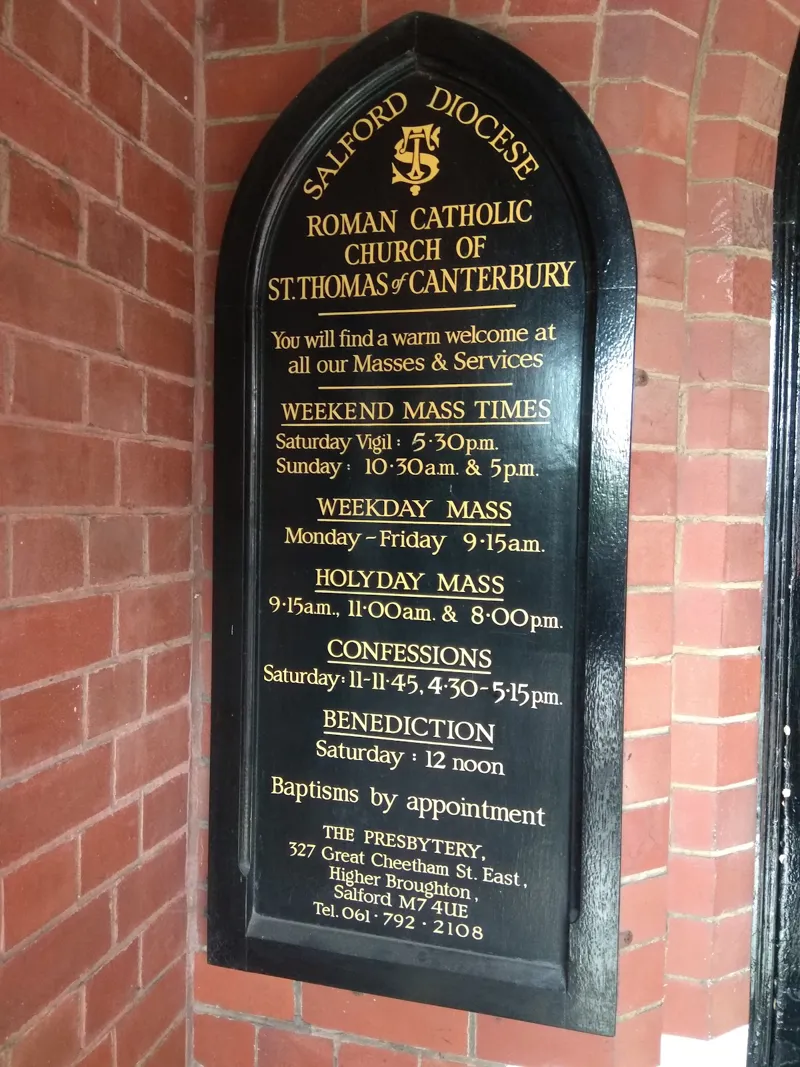 SALFORD DIOCESE
ROMAN CATHOLIC
CHURCH OF
ST. THOMAS of CANTERBURY
You will find a warm welcome at
all our Masses & Services
WEEKEND MASS TIMES
Saturday Vigil : 5·30p.m.
Sunday : 10·30a.m. & 5p.m.
WEEKDAY MASS
Monday - Friday 9·15a.m.
HOLYDAY MASS
9·15a.m., 11·00a.m. & 8·00p.m.
CONFESSIONS
Saturday: 11-11·45, 4·30-5·15p.m.
BENEDICTION
Saturday : 12 noon
Baptisms by appointment
THE PRESBYTERY,
327 Great Cheetham St. East,
Higher Broughton,
Salford M7 4UE
Tel. 061·792·2108